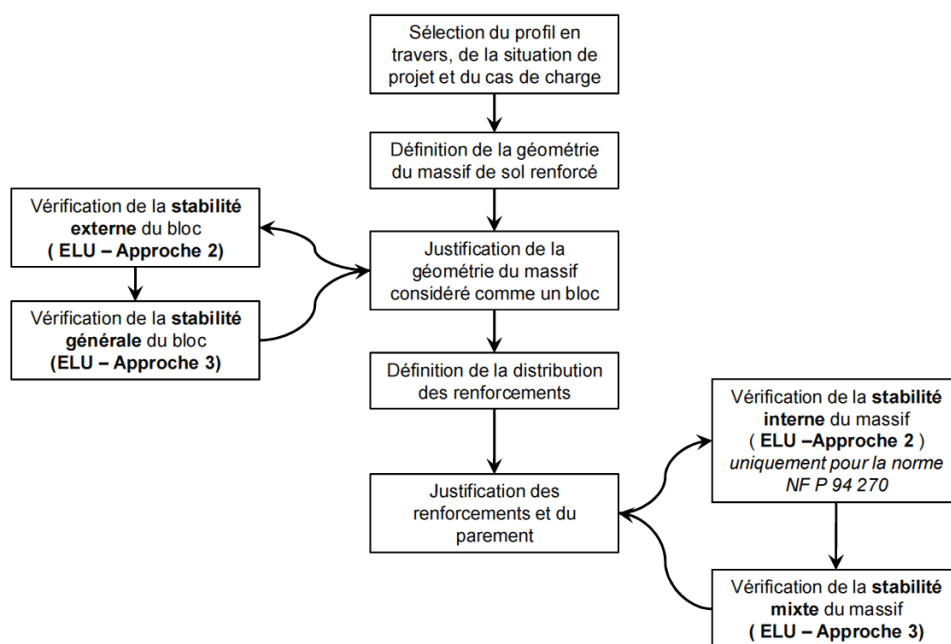 Sélection du profil en
travers, de la situation de
projet et du cas de charge
Définition de la géométrie
du massif de sol renforcé
Vérification de la stabilité
externe du bloc
( ELU – Approche 2)
Justification de la
géométrie du massif
considéré comme un bloc
Vérification de la stabilité
générale du bloc
(ELU – Approche 3)
Définition de la distribution
des renforcements
Vérification de la stabilité
interne du massif
( ELU –Approche 2 )
uniquement pour la norme
NF P 94 270
Justification des
renforcements et du
parement
Vérification de la stabilité
mixte du massif
( ELU – Approche 3)